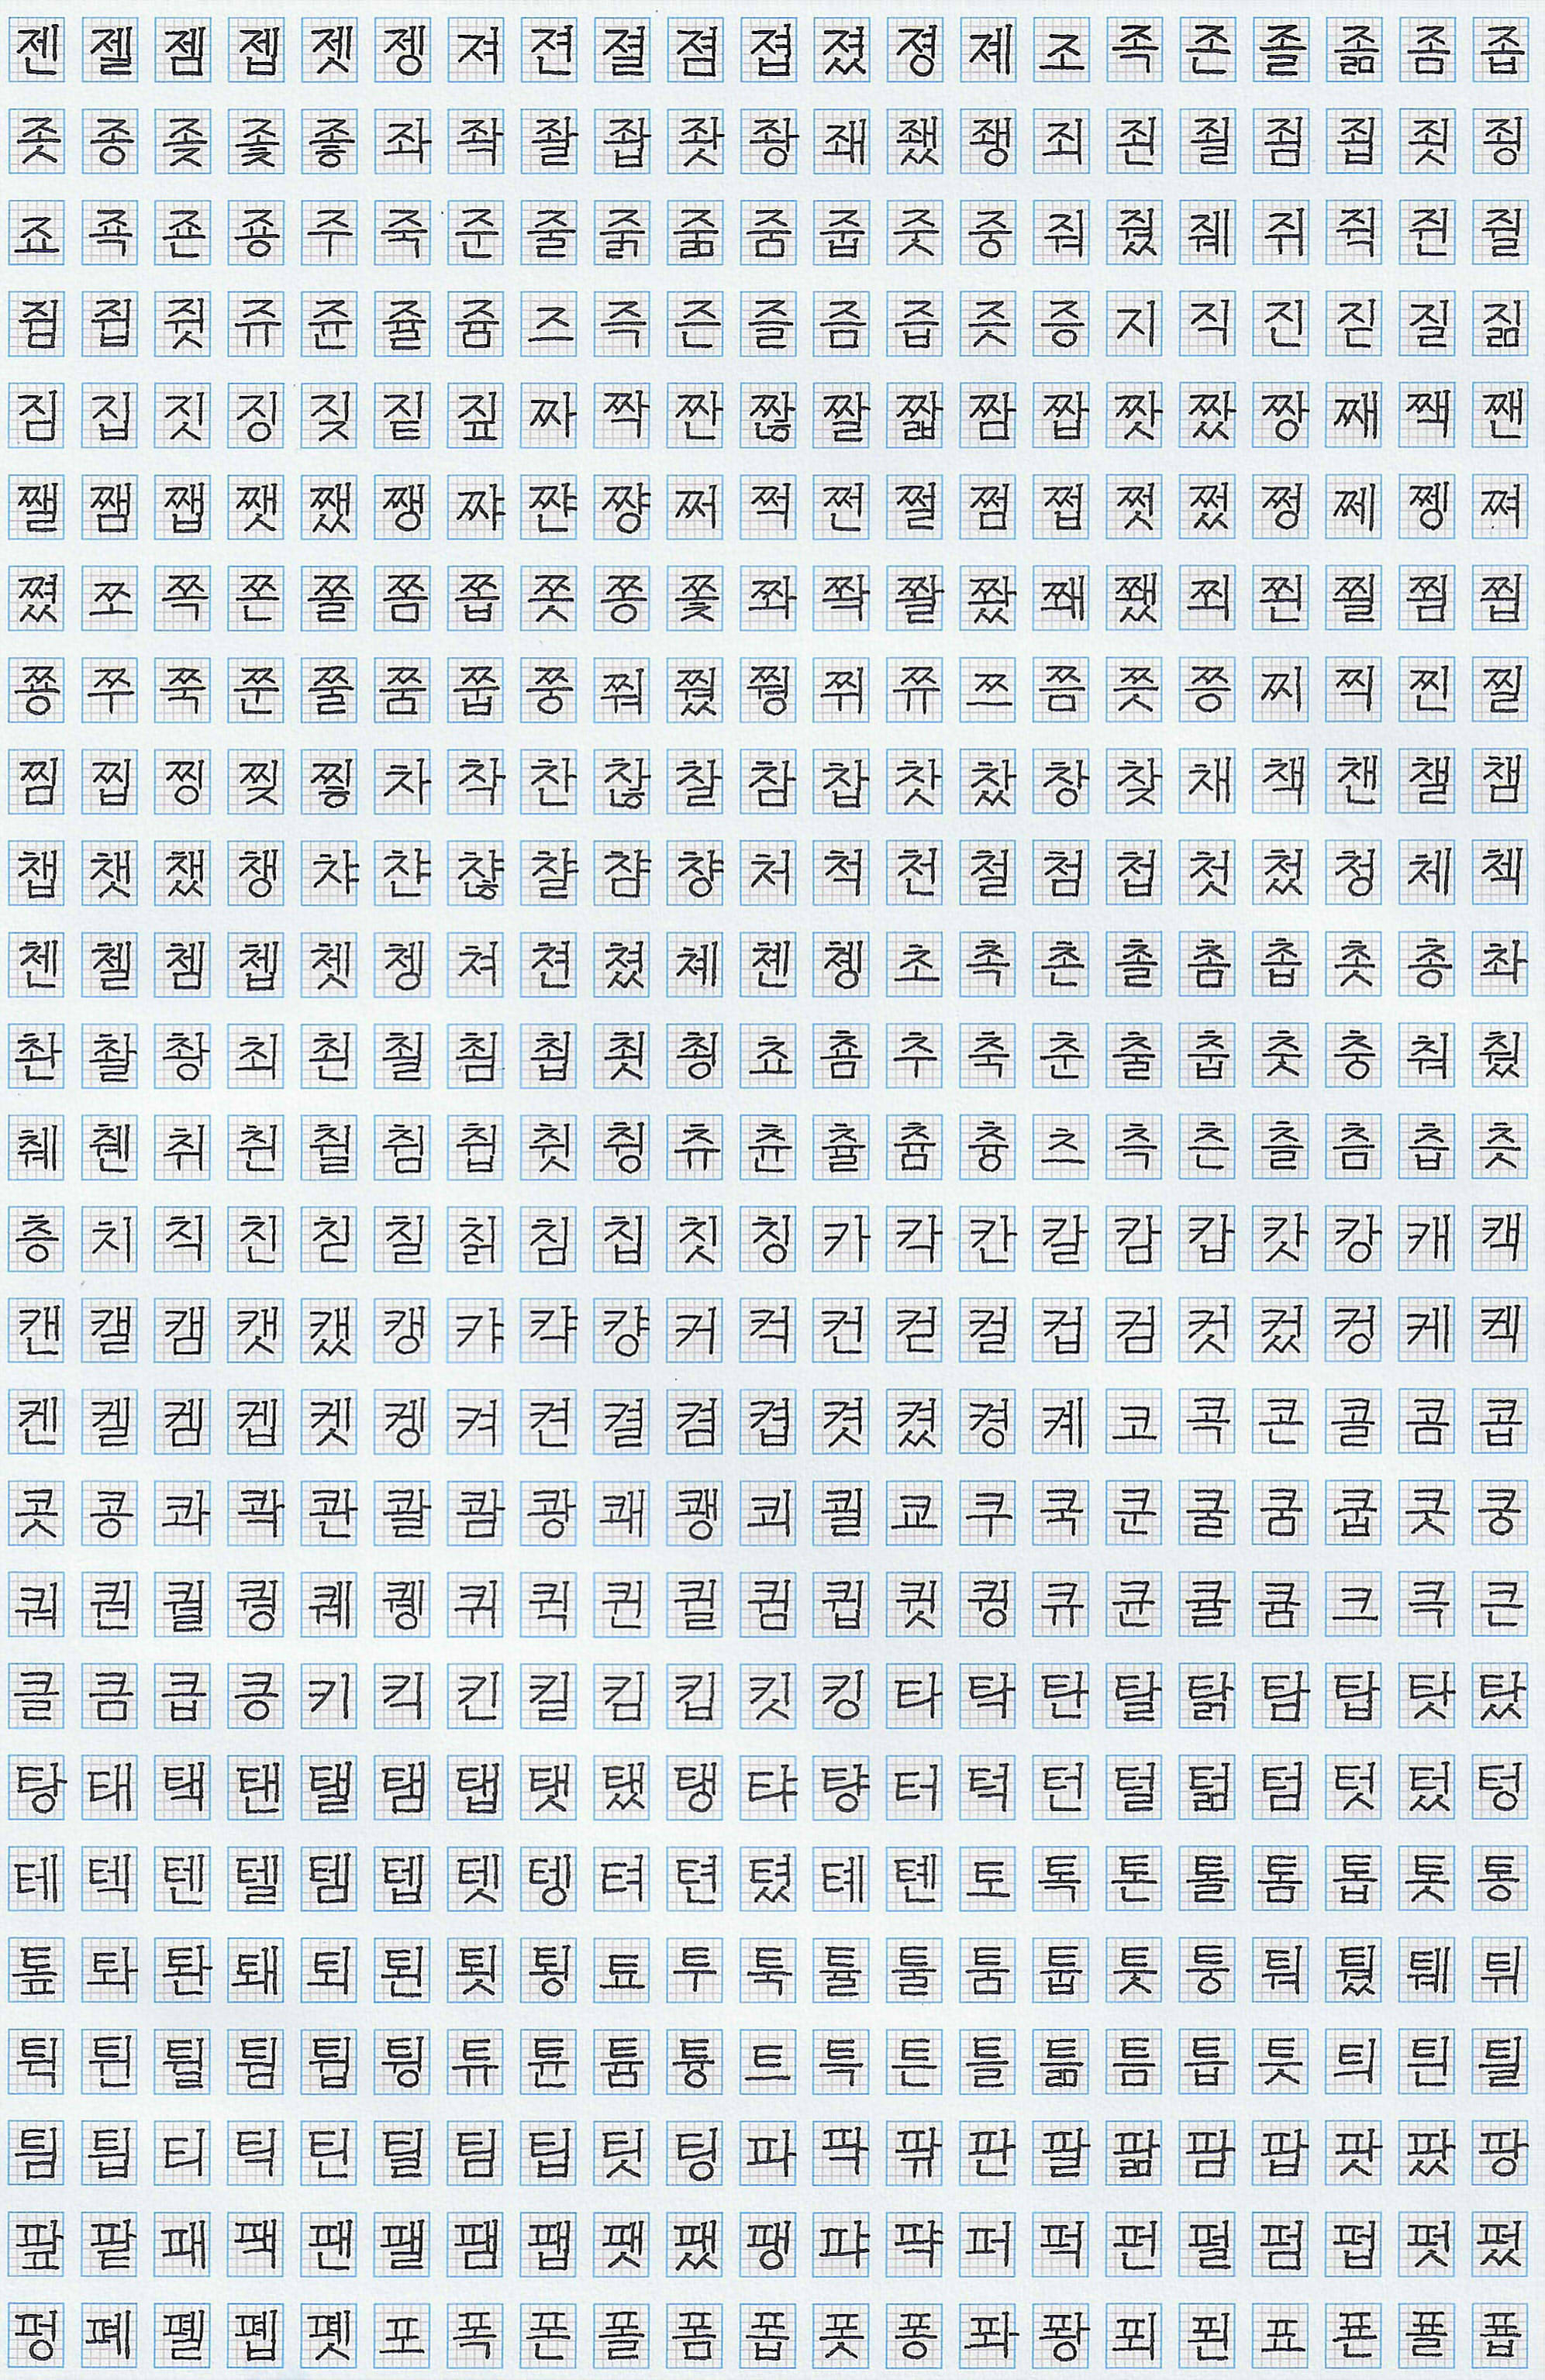 젠 젤 젬 젭 젯 젱 져 젼 졀 졈 졉 졌 졍 졔 조 족 존 졸 졺 좀 좁
좃 종 좆 좇 좋 좌 좍 좔 좝 좟 좡 좨 좼 좽 죄 죈 죌 죔 죕 죗 죙
죠 죡 죤 죵 주 죽 준 줄 줅 줆 줌 줍 줏 중 줘 줬 줴 쥐 쥑 쥔 쥘
쥠 쥡 쥣 쥬 쥰 쥴 쥼 즈 즉 즌 즐 즘 즙 즛 증 지 직 진 짇 질 짊
짐 집 짓 징 짖 짙 짚 짜 짝 짠 짢 짤 짧 짬 짭 짯 짰 짱 째 짹 짼
쨀 쨈 쨉 쨋 쨌 쨍 쨔 쨘 쨩 쩌 쩍 쩐 쩔 쩜 쩝 쩟 쩠 쩡 쩨 쩽 쪄
쪘 쪼 쪽 쫀 쫄 쫌 쫍 쫏 쫑 쫓 쫘 쫙 쫠 쫬 쫴 쬈 쬐 쬔 쬘 쬠 쬡
쭁 쭈 쭉 쭌 쭐 쭘 쭙 쭝 쭤 쭸 쭹 쮜 쮸 쯔 쯤 쯧 쯩 찌 찍 찐 찔
찜 찝 찡 찢 찧 차 착 찬 찮 찰 참 찹 찻 찼 창 찾 채 책 챈 챌 챔
챕 챗 챘 챙 챠 챤 챦 챨 챰 챵 처 척 천 철 첨 첩 첫 첬 청 체 첵
첸 첼 쳄 쳅 쳇 쳉 쳐 쳔 쳤 쳬 쳰 촁 초 촉 촌 촐 촘 촙 촛 총 촤
촨 촬 촹 최 쵠 쵤 쵬 쵭 쵯 쵱 쵸 춈 추 축 춘 출 춥 춧 충 춰 췄
췌 췐 취 췬 췰 췸 췹 췻 췽 츄 츈 츌 츔 츙 츠 측 츤 츨 츰 츱 츳
층 치 칙 친 칟 칠 칡 침 칩 칫 칭 카 칵 칸 칼 캄 캅 캇 캉 캐 캑
캔 캘 캠 캣 캤 캥 캬 캭 컁 커 컥 컨 컫 컬 컵 컴 컷 컸 컹 케 켁
켄 켈 켐 켑 켓 켕 켜 켠 켤 켬 켭 켯 켰 켱 켸 코 콕 콘 콜 콤 콥
콧 콩 콰 콱 콴 콸 쾀 쾅 쾌 쾡 쾨 쾰 쿄 쿠 쿡 쿤 쿨 쿰 쿱 쿳 쿵
쿼 퀀 퀄 퀑 퀘 퀭 퀴 퀵 퀸 퀼 큄 큅 큇 큉 큐 큔 큘 큠 크 큭 큰
클 큼 큽 킁 키 킥 킨 킬 킴 킵 킷 킹 타 탁 탄 탈 탉 탐 탑 탓 탔
탕 태 택 탠 탤 탬 탭 탯 탰 탱 탸 턍 터 턱 턴 털 턺 텀 텃 텄 텅
테 텍 텐 텔 템 텝 텟 텡 텨 텬 텼 톄 톈 토 톡 톤 톨 톰 톱 톳 통
톺 톼 퇀 퇘 퇴 퇸 툇 툉 툐 투 툭 툴 툴 툼 툽 툿 퉁 퉈 퉜 퉤 튀
튁 튄 튈 튐 튑 튕 튜 튠 튬 튱 트 특 튼 틀 틂 틈 틉 틋 틔 틘 틜
틤 틥 티 틱 틴 틸 팀 팁 팃 팅 파 팍 팎 판 팔 팖 팜 팝 팟 팠 팡
팦 팥 패 팩 팬 팰 팸 팹 팻 팼 팽 퍄 퍅 퍼 퍽 펀 펄 펌 펍 펏 펐
펑 폐 폘 폡 폣 포 폭 폰 폴 폼 폽 폿 퐁 퐈 퐝 푀 푄 표 푠 푤 푭